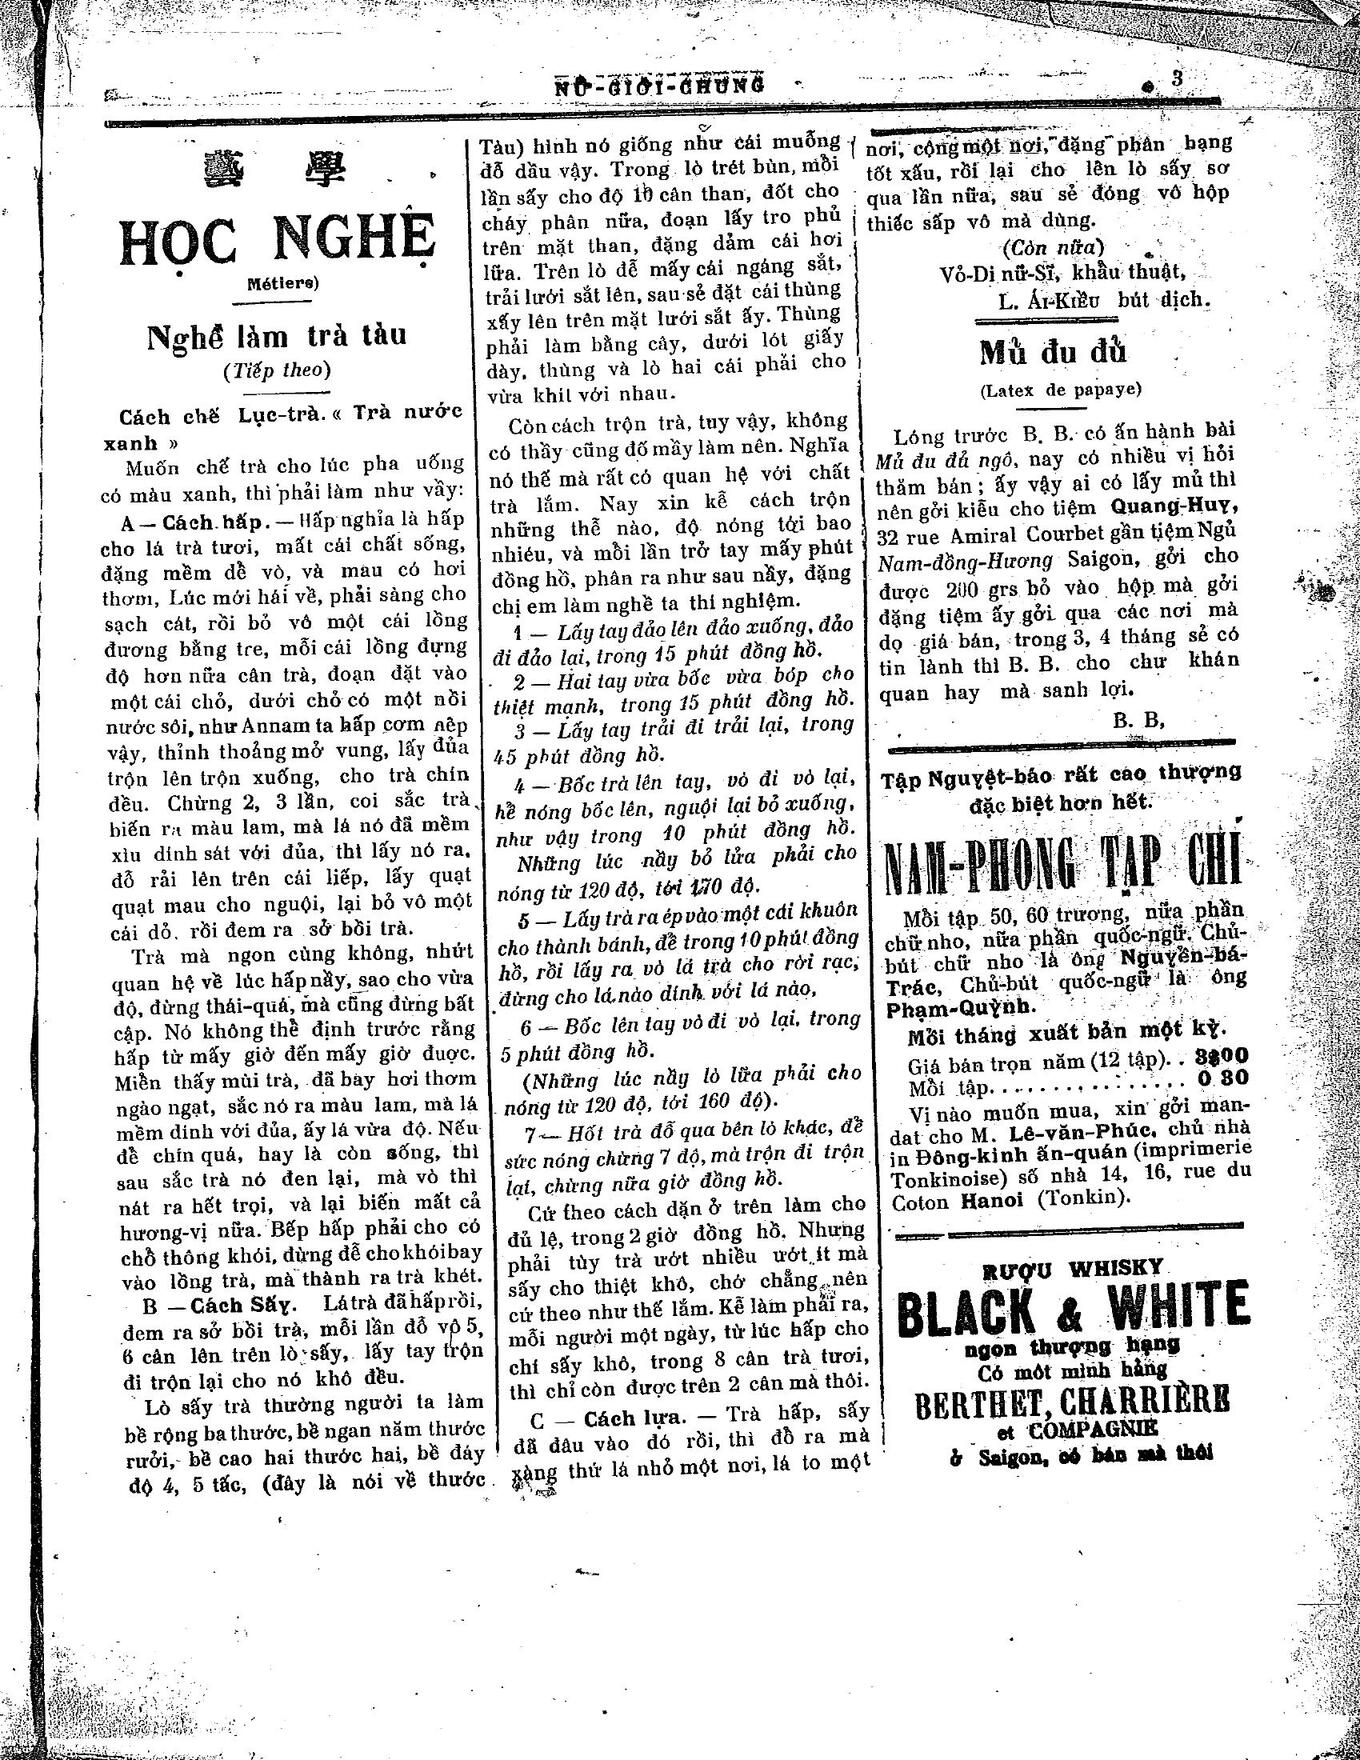 NỮ-GIỚI-CHUNG
3
藝 學
HỌC NGHỆ
Métiers)
Nghề làm trà tàu
(Tiếp theo)
Cách chế Lục-trà. « Trà nước
xanh »
Muốn chế trà cho lúc pha uống
có màu xanh, thì phải làm như vầy:
A — Cách hấp. — Hấp nghỉa là hấp
cho lá trà tươi, mất cái chất sống,
đặng mềm dễ vò, và mau có hơi
thơm, Lúc mới hái về, phải sàng cho
sạch cát, rồi bỏ vô một cái lồng
đương bằng tre, mỗi cái lồng đựng
độ hơn nữa cân trà, đoạn đặt vào
một cái chỏ, dưới chỏ có một nồi
nước sôi, như Annam ta hấp cơm nếp
vậy, thỉnh thoảng mở vung, lấy đủa
trộn lên trộn xuống, cho trà chín
đều. Chừng 2, 3 lần, coi sắc trà
biến ra màu lam, mà lá nó đã mềm
xìu dính sát với đủa, thì lấy nó ra,
đổ rải lên trên cái liếp, lấy quạt
quạt mau cho nguội, lại bỏ vô một
cái dỏ, rồi đem ra sở bồi trà.
Trà mà ngon cùng không, nhứt
quan hệ về lúc hấp nầy, sao cho vừa
độ, đừng thái-quá, mà cũng đừng bất
cập. Nó không thể định trước rằng
hấp từ mấy giờ đến mấy giờ được.
Miễn thấy mùi trà, đã bay hơi thơm
ngào ngạt, sắc nó ra màu lam, mà lá
mềm dính với đủa, ấy là vừa độ. Nếu
để chín quá, hay là còn sống, thì
sau sắc trà nó đen lại, mà vò thì
nát ra hết trọi, và lại biến mất cả
hương-vị nữa. Bếp hấp phải cho có
chổ thông khói, đừng để cho khói bay
vào lồng trà, mà thành ra trà khét.
B — Cách Sấy. Lá trà đã hấp rồi,
đem ra sở bồi trà, mỗi lần đổ vô 5,
6 cân lên trên lò sấy, lấy tay trộn
đi trộn lại cho nó khô đều.
Lò sấy trà thường người ta làm
bề rộng ba thước, bề ngan năm thước
rưởi, bề cao hai thước hai, bề đáy
độ 4, 5 tấc, (đây là nói về thước
Tàu) hình nó giống như cái muỗng
đổ dầu vậy. Trong lò trét bùn, mỗi
lần sấy cho độ 10 cân than, đốt cho
cháy phân nữa, đoạn lấy tro phủ
trên mặt than, đặng dằm cái hơi
lữa. Trên lò để mấy cái ngáng sắt,
trải lưới sắt lên, sau sẻ đặt cái thùng
xấy lên trên mặt lưới sắt ấy. Thùng
phải làm bằng cây, dưới lót giấy
dày, thùng và lò hai cái phải cho
vừa khít với nhau.
Còn cách trộn trà, tuy vậy, không
có thầy cũng đố mầy làm nên. Nghĩa
nó thế mà rất có quan hệ với chất
trà lắm. Nay xin kể cách trộn
những thể nào, độ nóng tới bao
nhiéu, và mỗi lần trở tay mấy phút
đồng hồ, phân ra như sau nầy, đặng
chị em làm nghề ta thí nghiệm.
1 — Lấy tay đảo lên đảo xuống, đảo
đi đảo lại, trong 15 phút đồng hồ.
2 — Hai tay vừa bốc vừa bóp cho
thiệt mạnh, trong 15 phút đồng hồ.
3 — Lấy tay trải đi trải lại, trong
45 phút đồng hồ.
4 — Bốc trà lên tay, vỏ đi vỏ lại,
hể nóng bốc lên, nguội lại bỏ xuống,
như vậy trong 10 phút đồng hồ.
Những lúc nầy bỏ lửa phải cho
nóng từ 120 độ, tới 170 độ.
5 — Lấy trà ra ép vào một cái khuôn
cho thành bánh, để trong 10 phút đồng
hồ, rồi lấy ra vò lá trà cho rời rạc,
đừng cho lá nào dính với lá nào,
6 — Bốc lên tay vỏ đi vỏ lại, trong
5 phút đồng hồ.
(Những lúc nầy lò lửa phải cho
nóng từ 120 độ, tới 160 độ).
7 — Hốt trà đổ qua bên lò khác, để
sức nóng chừng 7 độ, mà trộn đi trộn
lại, chừng nữa giờ đồng hồ.
Cứ theo cách dặn ở trên làm cho
đủ lệ, trong 2 giờ đồng hồ. Nhưng
phải tùy trà ướt nhiều ướt ít mà
sấy cho thiệt khô, chớ chẳng nên
cứ theo như thế lắm. Kể làm phải ra,
mỗi người một ngày, từ lúc hấp cho
chí sấy khô, trong 8 cân trà tươi,
thì chỉ còn được trên 2 cân mà thôi.
C — Cách lựa. — Trà hấp, sấy
đã đâu vào đó rồi, thì đổ ra mà
xàng thứ lá nhỏ một nơi, lá to một
nơi, cộng một nơi, đặng phân hạng
tốt xấu, rồi lại cho lên lò sấy sơ
qua lần nữa, sau sẻ đóng vô hộp
thiếc sấp vô mà dùng.
(Còn nữa)
Vỏ-Dị nữ-Sĩ, khẩu thuật,
L. Ái-Kiều bút dịch.
Mủ đu đủ
(Latex de papaye)
Lóng trước B. B. có ấn hành bài
Mủ đu đủ ngô, nay có nhiều vị hỏi
thăm bán; ấy vậy ai có lấy mủ thì
nên gởi kiểu cho tiệm Quang-Huy,
32 rue Amiral Courbet gần tiệm Ngủ
Nam-đồng-Hương Saigon, gởi cho
được 200 grs bỏ vào hộp mà gởi
đặng tiệm ấy gởi qua các nơi mà
dọ giá bán, trong 3, 4 tháng sẻ có
tin lành thì B. B. cho chư khán
quan hay mà sanh lợi.
B. B,
Tập Nguyệt-báo rất cao thượng
đặc biệt hơn hết.
NAM-PHONG TẠP CHÍ
Mỗi tập 50, 60 trương, nữa phần
chữ nho, nữa phần quốc-ngữ. Chủ-
bút chữ nho là ông Nguyễn-bá-
Trác, Chủ-bút quốc-ngữ là ông
Phạm-Quỳnh.
Mỗi tháng xuất bản một kỳ.
Giá bán trọn năm (12 tập). . 3$00
Mỗi tập. . . . . . . . . . . . . . . . 0 30
Vị nào muốn mua, xin gởi man-
dat cho M. Lê-văn-Phúc, chủ nhà
in Đông-kinh ấn-quán (imprimerie
Tonkinoise) số nhà 14, 16, rue du
Coton Hanoi (Tonkin).
RƯỢU WHISKY
BLACK & WHITE
ngon thượng hạng
Có một mình hảng
BERTHET, CHARRIÈRE
et COMPAGNIE
ở Saigon, có bán mà thôi